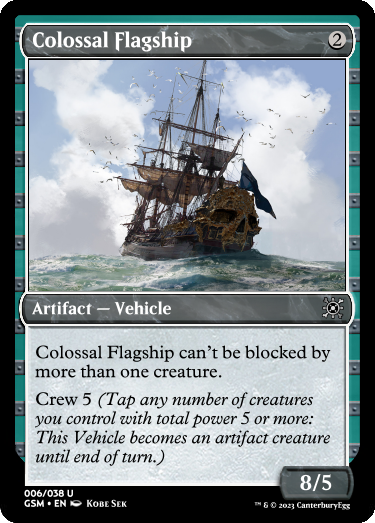 Colossal Flagship 2
Artifact — Vehicle
Colossal Flagship can't be blocked by
more than one creature.
Crew 5 (Tap any number of creatures
you control with total power 5 or more:
This Vehicle becomes an artifact creature
until end of turn.)
8/5
006/038 U
GSM • EN Kobe Sek
™ & © 2023 CanterburyEgg